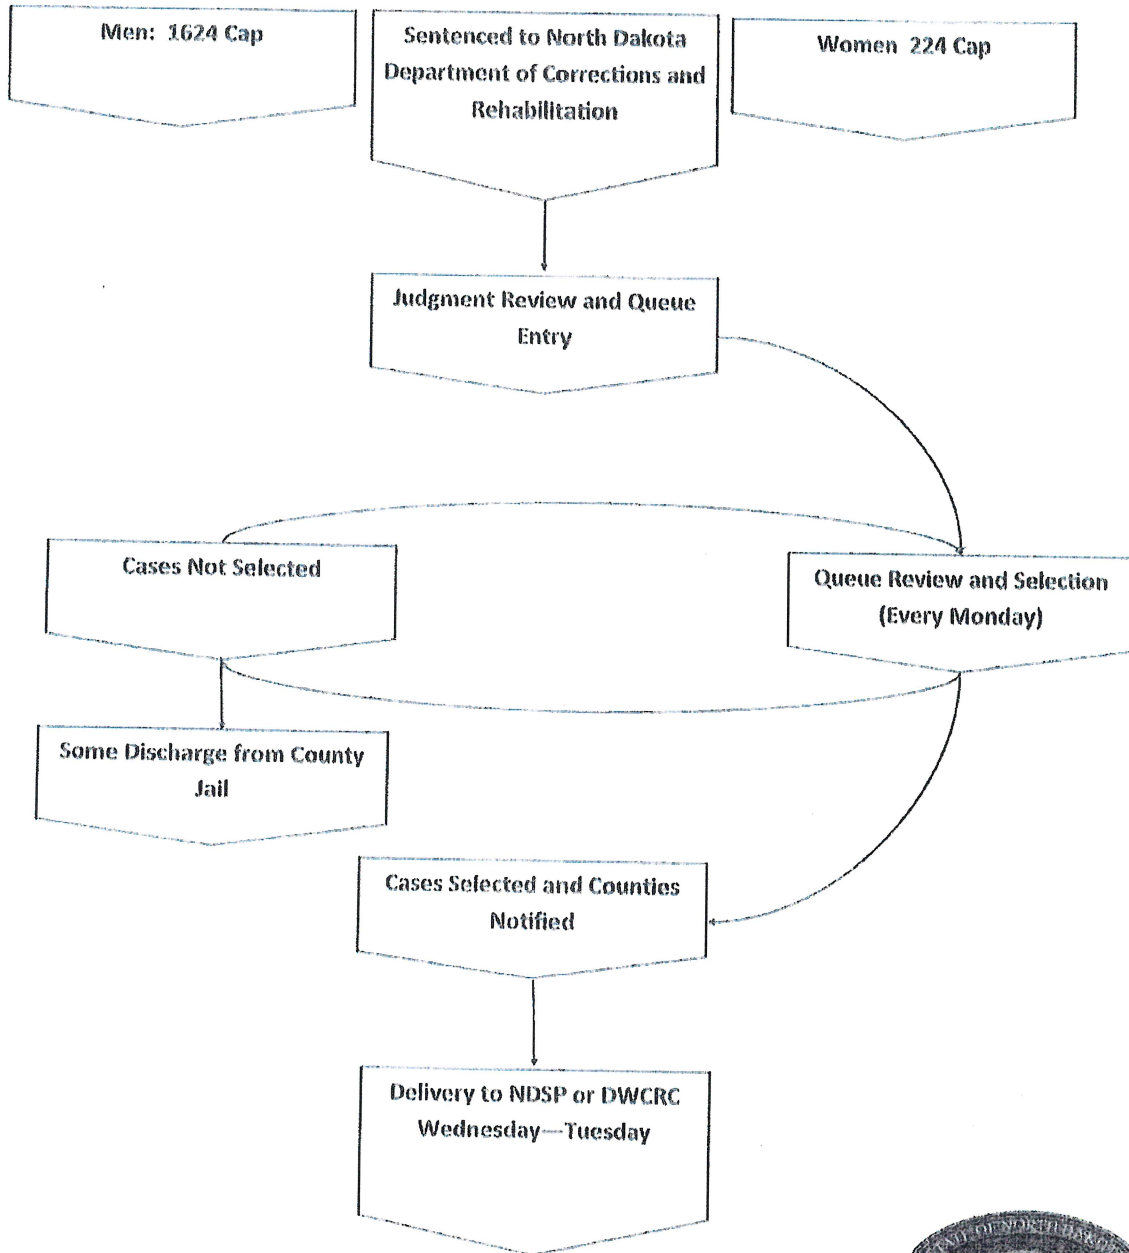 Men: 1624 Cap
Sentenced to North Dakota
Department of Corrections and
Rehabilitation
Women 224 Cap
Judgment Review and Queue
Entry
Cases Not Selected
Queue Review and Selection
(Every Monday)
Some Discharge from County
Jail
Cases Selected and Counties
Notified
Delivery to NDSP or DWCRC
Wednesday—Tuesday
OF NORTH